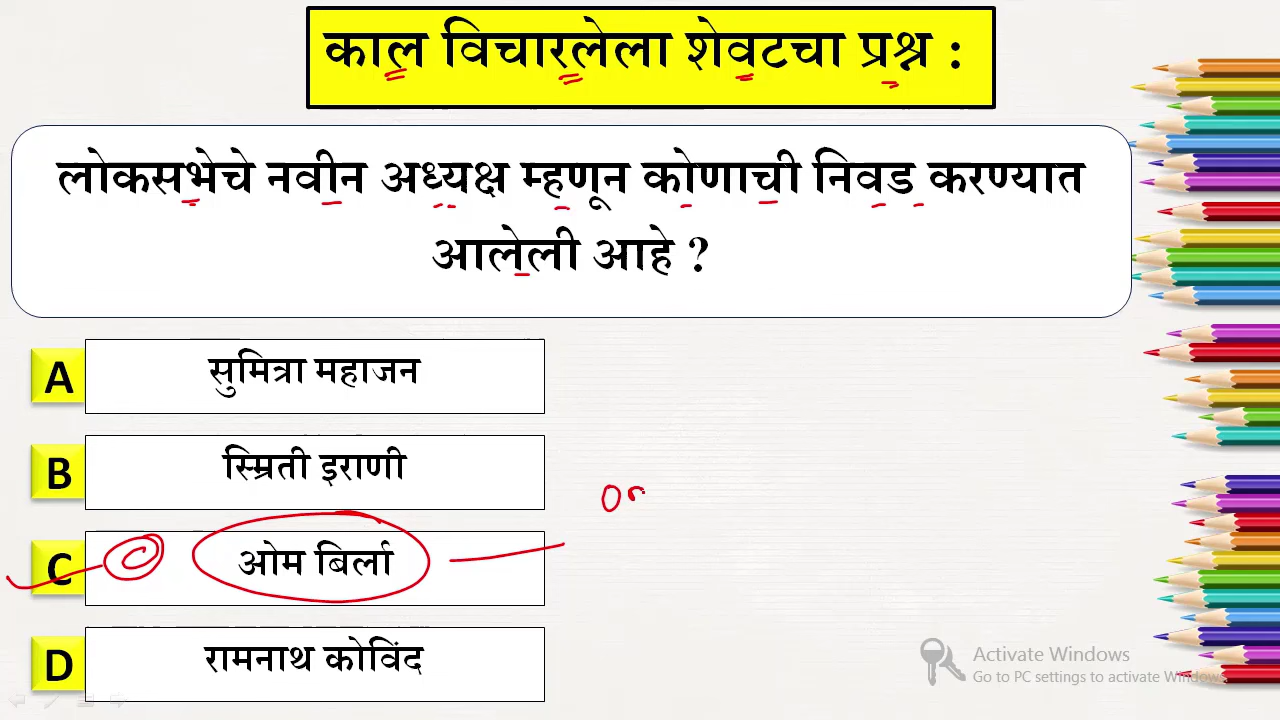 काल विचारलेला शेवटचा प्रश्न :
लोकसभेचे नवीन अध्यक्ष म्हणून कोणाची निवड करण्यात
आलेली आहे ?
A सुमित्रा महाजन
B स्म्रिती इराणी
C ओम बिर्ला
D रामनाथ कोविंद
Activate Windows
Go to PC settings to activate Windows.